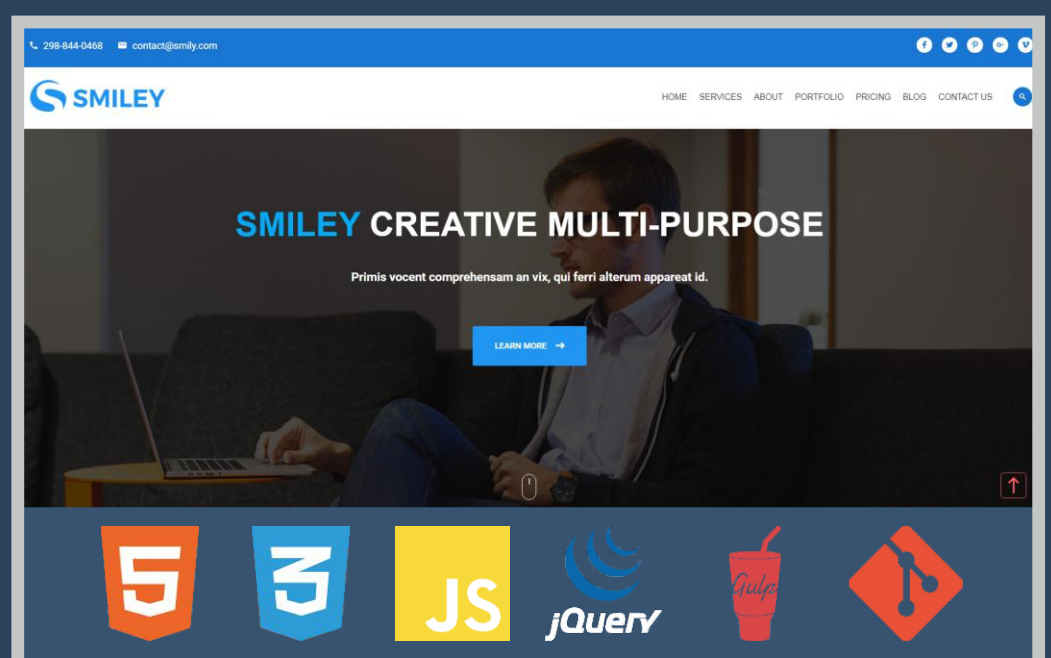 298-844-0468 contact@smily.com
SMILEY
HOME SERVICES ABOUT PORTFOLIO PRICING BLOG CONTACT US
SMILEY CREATIVE MULTI-PURPOSE
Primis vocent comprehensam an vix, qui ferri alterum appareat id.
LEARN MORE
5 3 JS jQuery Gulp